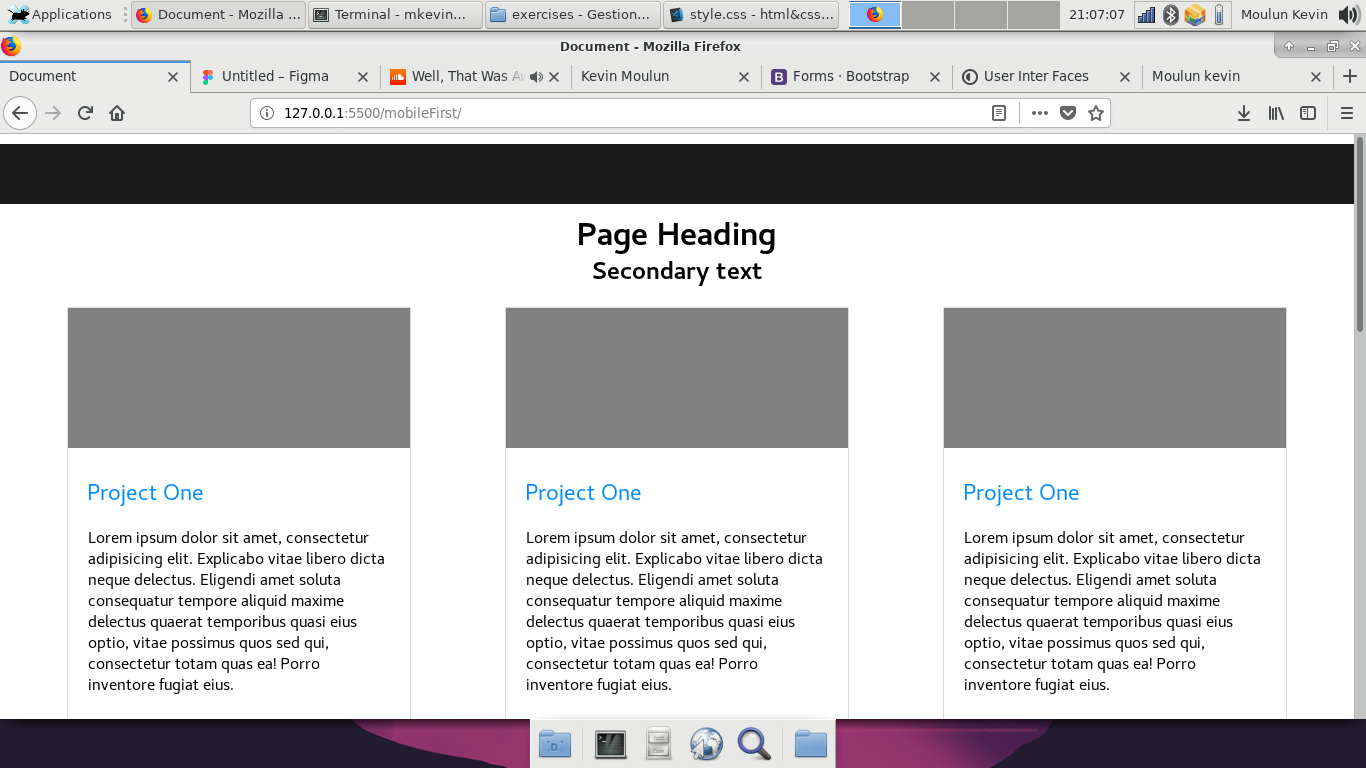 Applications
Document - Mozilla ...
Terminal - mkevin...
exercises - Gestion...
style.css - html&css...
21:07:07
Moulun Kevin
Document - Mozilla Firefox
Document
Untitled – Figma
Well, That Was
Kevin Moulun
Forms · Bootstrap
User Inter Faces
Moulun kevin
127.0.0.1:5500/mobileFirst/
Page Heading
Secondary text
Project One
Lorem ipsum dolor sit amet, consectetur
adipisicing elit. Explicabo vitae libero dicta
neque delectus. Eligendi amet soluta
consequatur tempore aliquid maxime
delectus quaerat temporibus quasi eius
optio, vitae possimus quos sed qui,
consectetur totam quas ea! Porro
inventore fugiat eius.
Project One
Lorem ipsum dolor sit amet, consectetur
adipisicing elit. Explicabo vitae libero dicta
neque delectus. Eligendi amet soluta
consequatur tempore aliquid maxime
delectus quaerat temporibus quasi eius
optio, vitae possimus quos sed qui,
consectetur totam quas ea! Porro
inventore fugiat eius.
Project One
Lorem ipsum dolor sit amet, consectetur
adipisicing elit. Explicabo vitae libero dicta
neque delectus. Eligendi amet soluta
consequatur tempore aliquid maxime
delectus quaerat temporibus quasi eius
optio, vitae possimus quos sed qui,
consectetur totam quas ea! Porro
inventore fugiat eius.